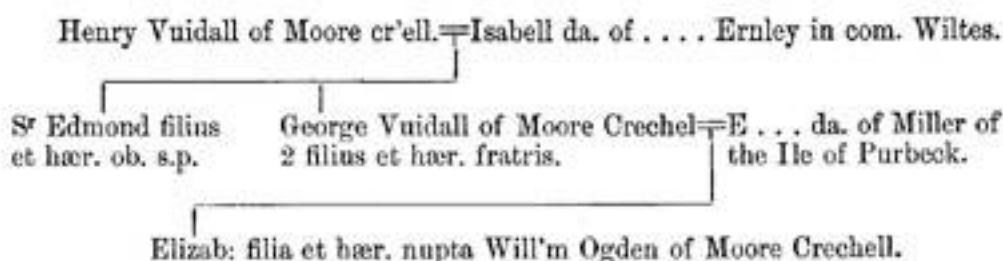 Henry Vuidall of Moore cr'ell.=Isabell da. of . . . . Ernley in com. Wiltes.
Sr Edmond filius
et hær. ob. s.p.
George Vuidall of Moore Crechel=E . . . da. of Miller of
2 filius et hær. fratris.
the Ile of Purbeck.
Elizab: filia et hær. nupta Will'm Ogden of Moore Crechell.